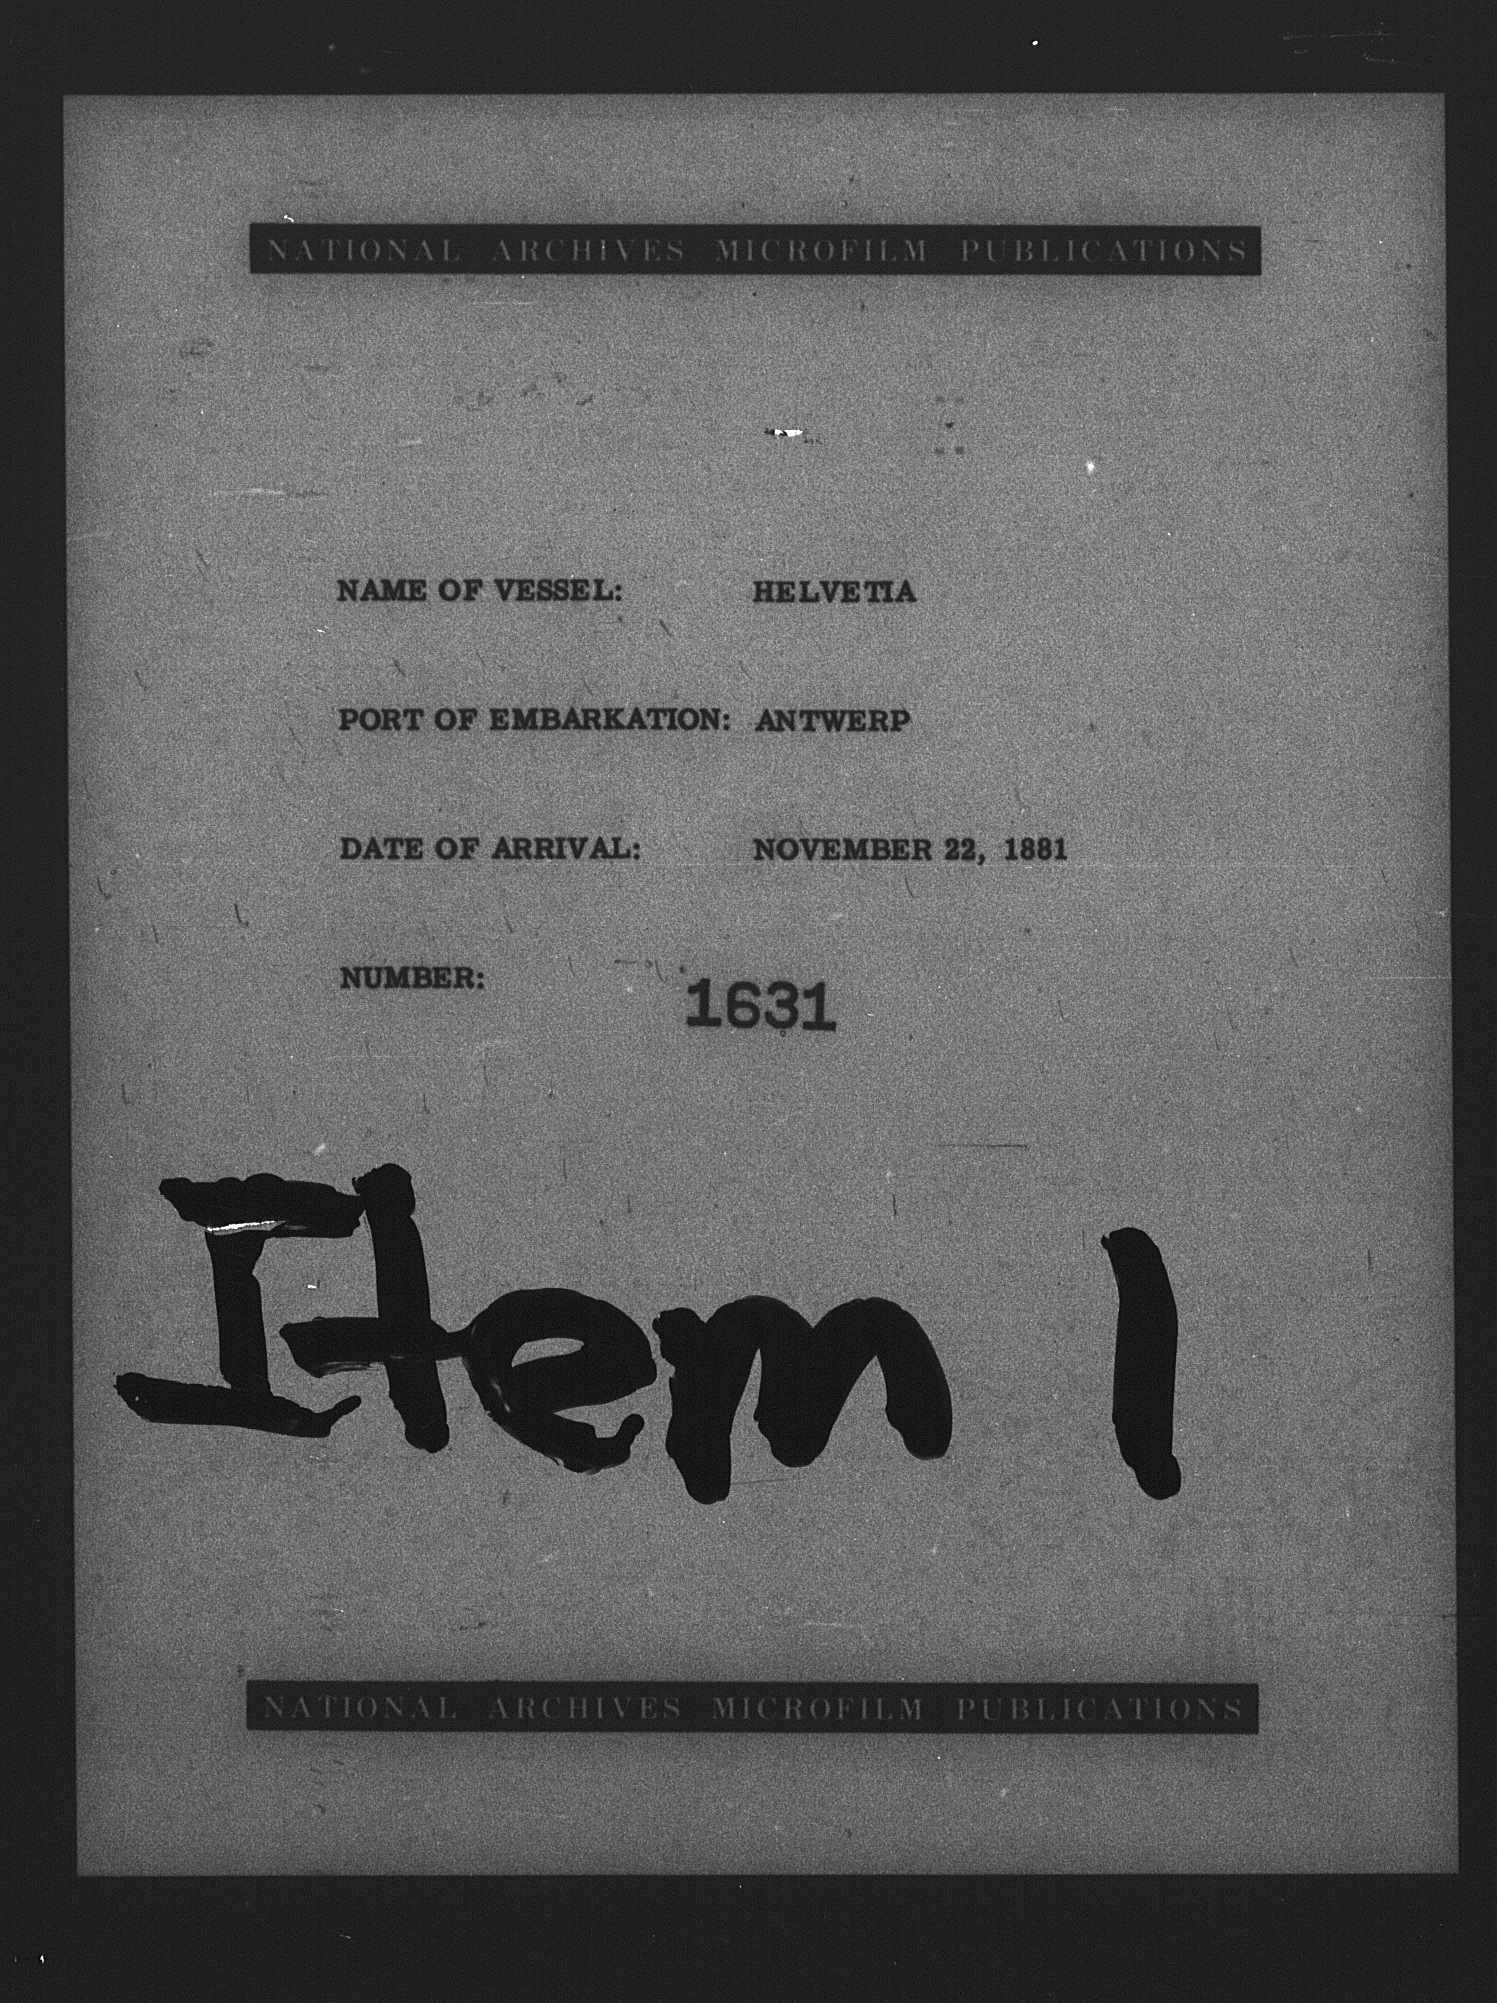 NATIONAL ARCHIVES MICROFILM PUBLICATIONS
NAME OF VESSEL: HELVETIA
PORT OF EMBARKATION: ANTWERP
DATE OF ARRIVAL: NOVEMBER 22, 1881
NUMBER: 1631
Item 1
NATIONAL ARCHIVES MICROFILM PUBLICATIONS